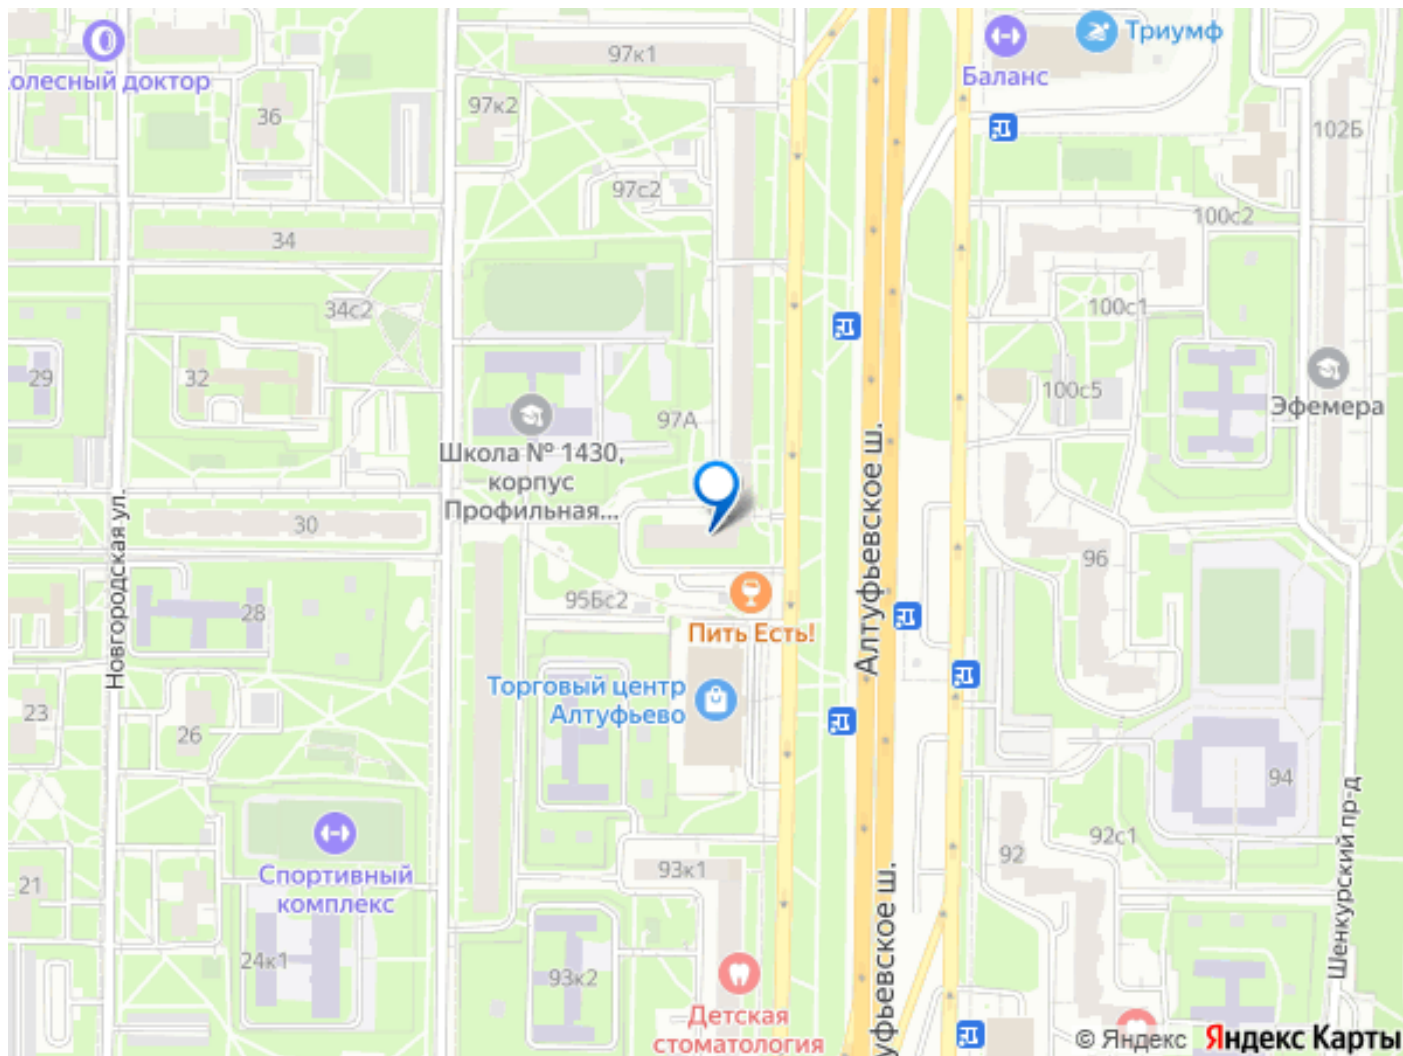 Триумф
Баланс
Колесный доктор
97к1
97к2
36
102Б
97с2
100с2
34
34с2
100с1
29
32
100с5
Эфемера
97А
Школа № 1430,
корпус
Профильная...
Алтуфьевское ш.
Новгородская ул.
30
96
95Бс2
28
Пить Есть!
Торговый центр
Алтуфьево
23
26
94
92с1
92
Шенкурский пр-д
93к1
21
Спортивный
комплекс
24к1
93к2
уфьевское ш.
Детская
стоматология
© Яндекс Яндекс Карты